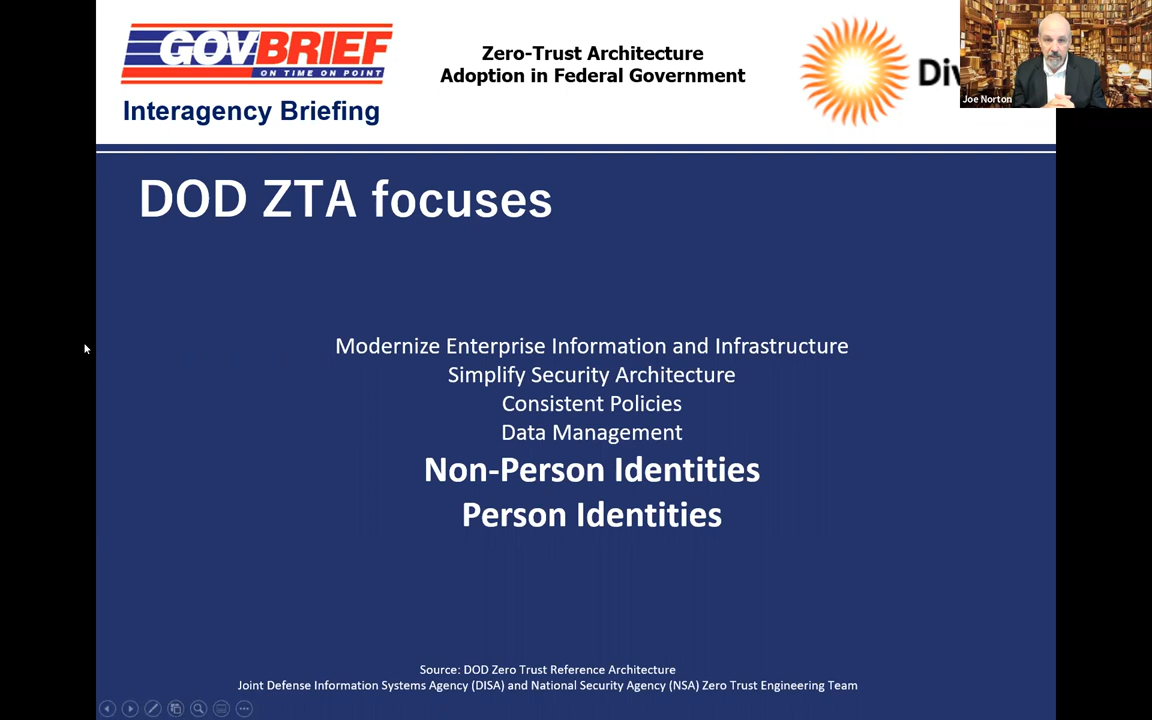 GOVBRIEF
ON TIME ON POINT
Interagency Briefing
Zero-Trust Architecture
Adoption in Federal Government
Joe Norton
DOD ZTA focuses
Modernize Enterprise Information and Infrastructure
Simplify Security Architecture
Consistent Policies
Data Management
Non-Person Identities
Person Identities
Source: DOD Zero Trust Reference Architecture
Joint Defense Information Systems Agency (DISA) and National Security Agency (NSA) Zero Trust Engineering Team